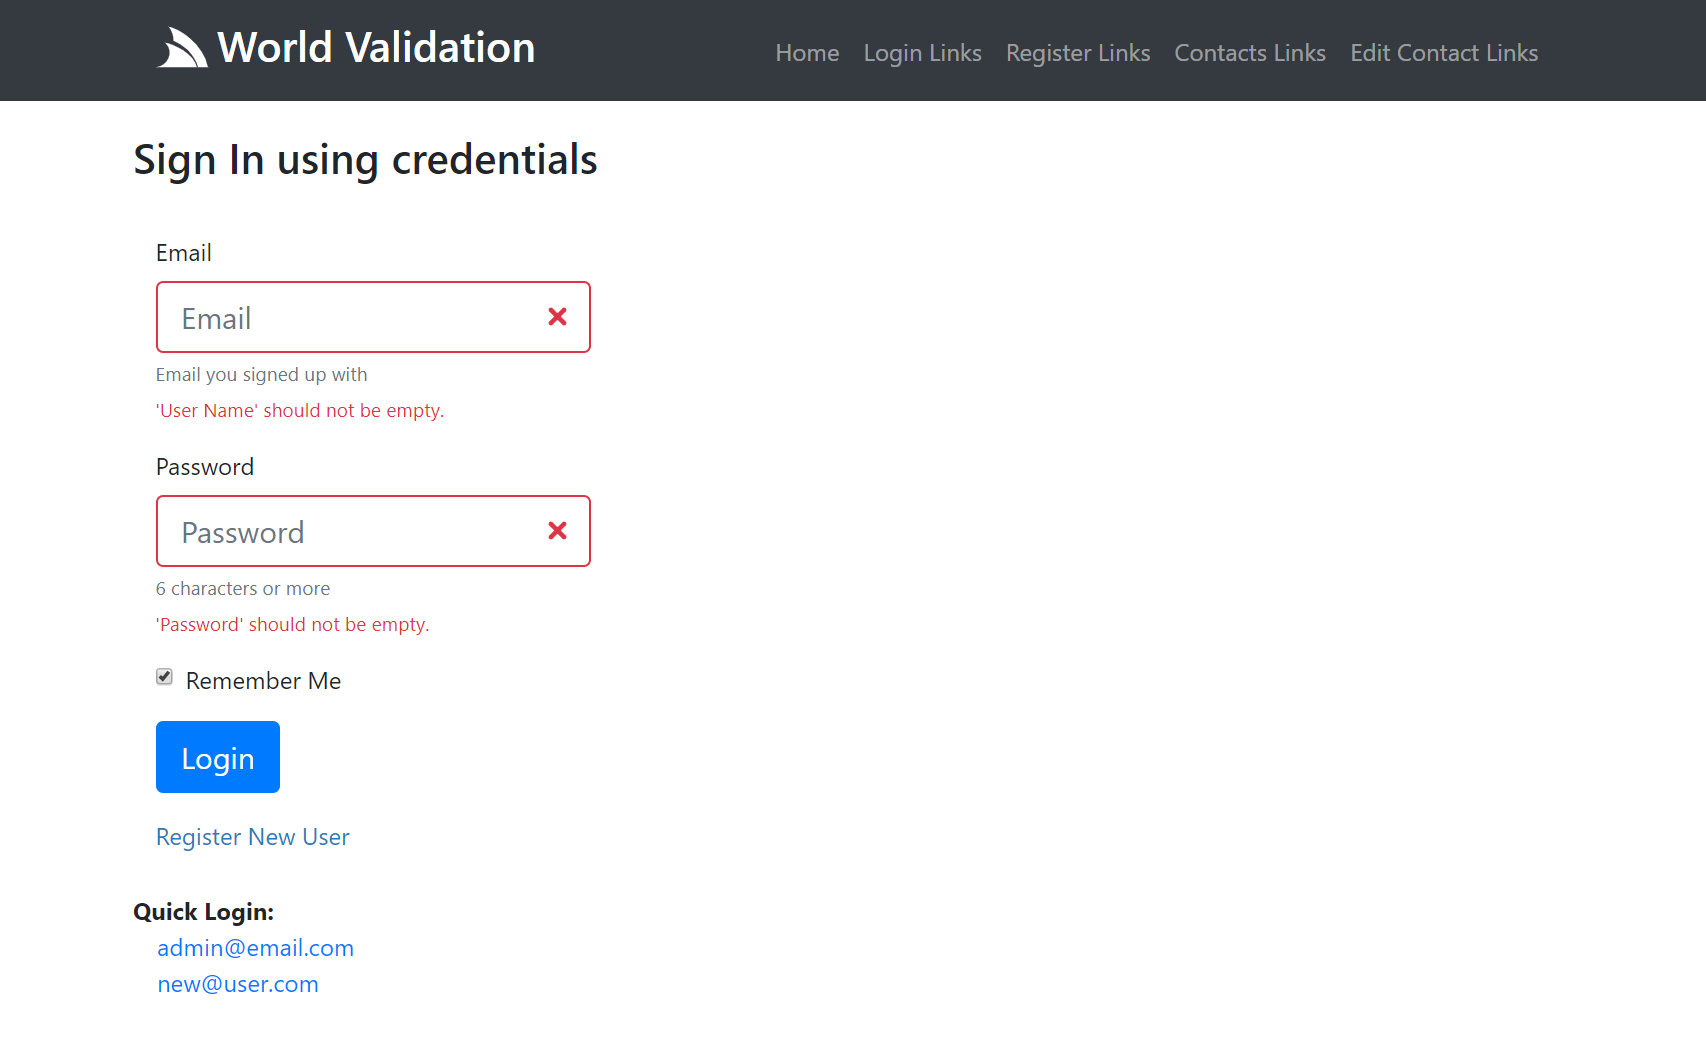 World Validation
Home Login Links Register Links Contacts Links Edit Contact Links
Sign In using credentials
Email
Email
Email you signed up with
'User Name' should not be empty.
Password
Password
6 characters or more
'Password' should not be empty.
Remember Me
Login
Register New User
Quick Login:
admin@email.com
new@user.com